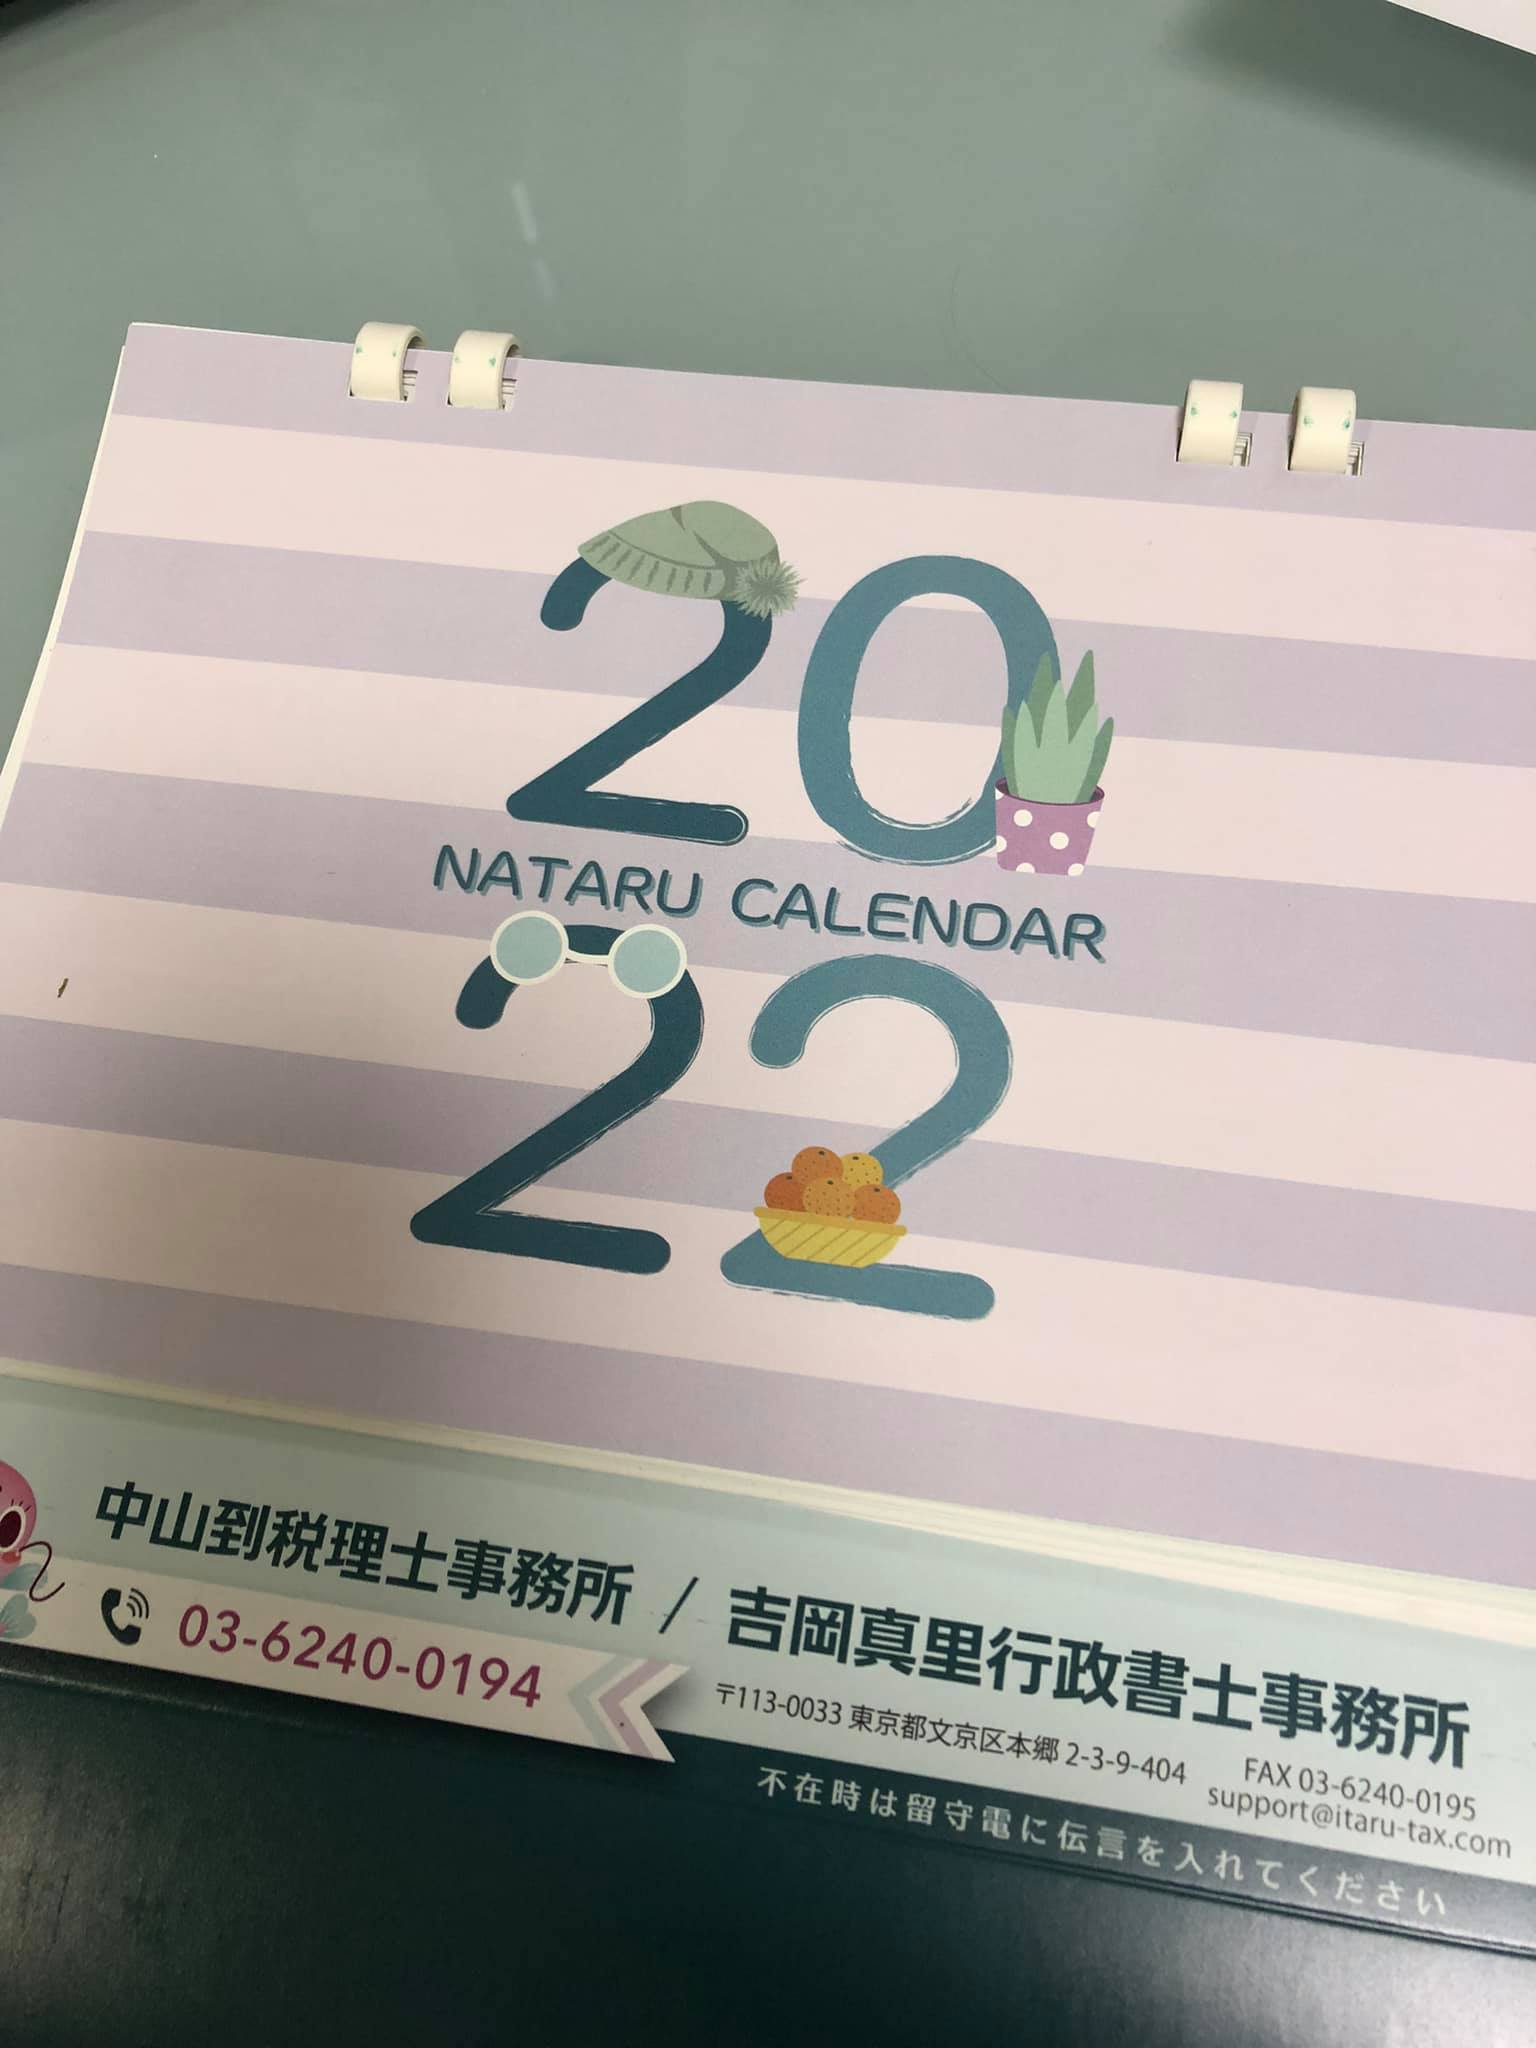 20
NATARU CALENDAR
22
中山到税理士事務所 / 吉岡真里行政書士事務所
03-6240-0194
〒113-0033 東京都文京区本郷 2-3-9-404
FAX 03-6240-0195
support@itaru-tax.com
不在時は留守電に伝言を入れてください